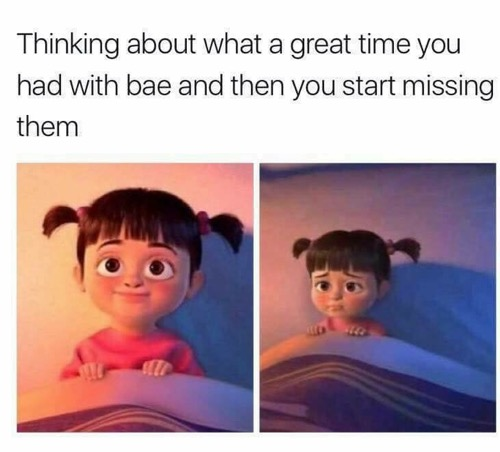 Thinking about what a great time you
had with bae and then you start missing
them